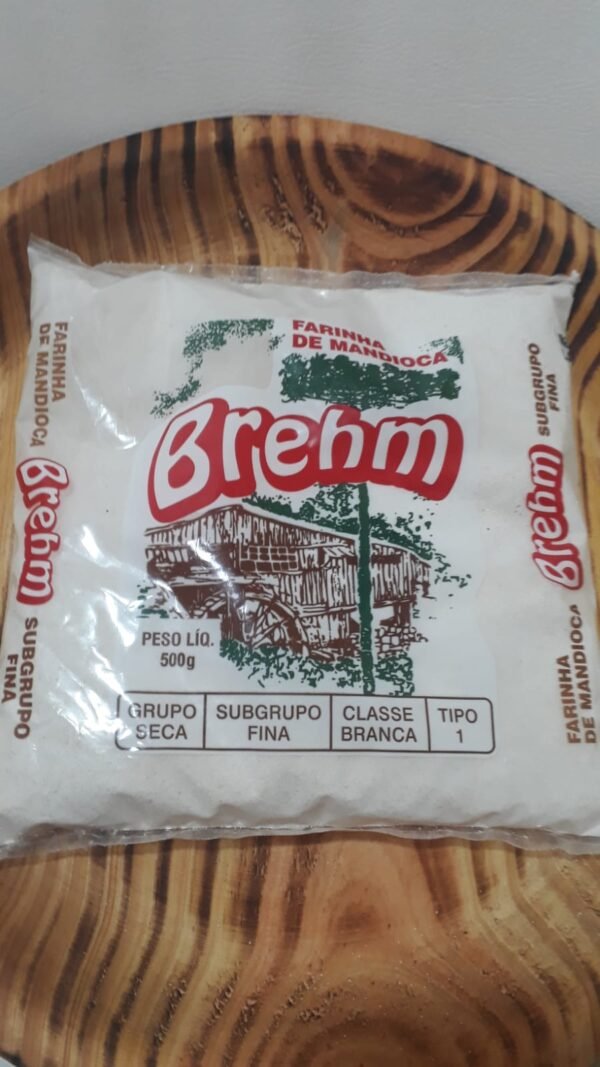 FARINHA
DE MANDIOCA
Brehm
PESO LÍQ.
500g
GRUPO
SECA
SUBGRUPO
FINA
CLASSE
BRANCA
TIPO
1
FARINHA
DE MANDIOCA
Brehm
SUBGRUPO
FINA
FARINHA
DE MANDIOCA
Brehm
SUBGRUPO
FINA